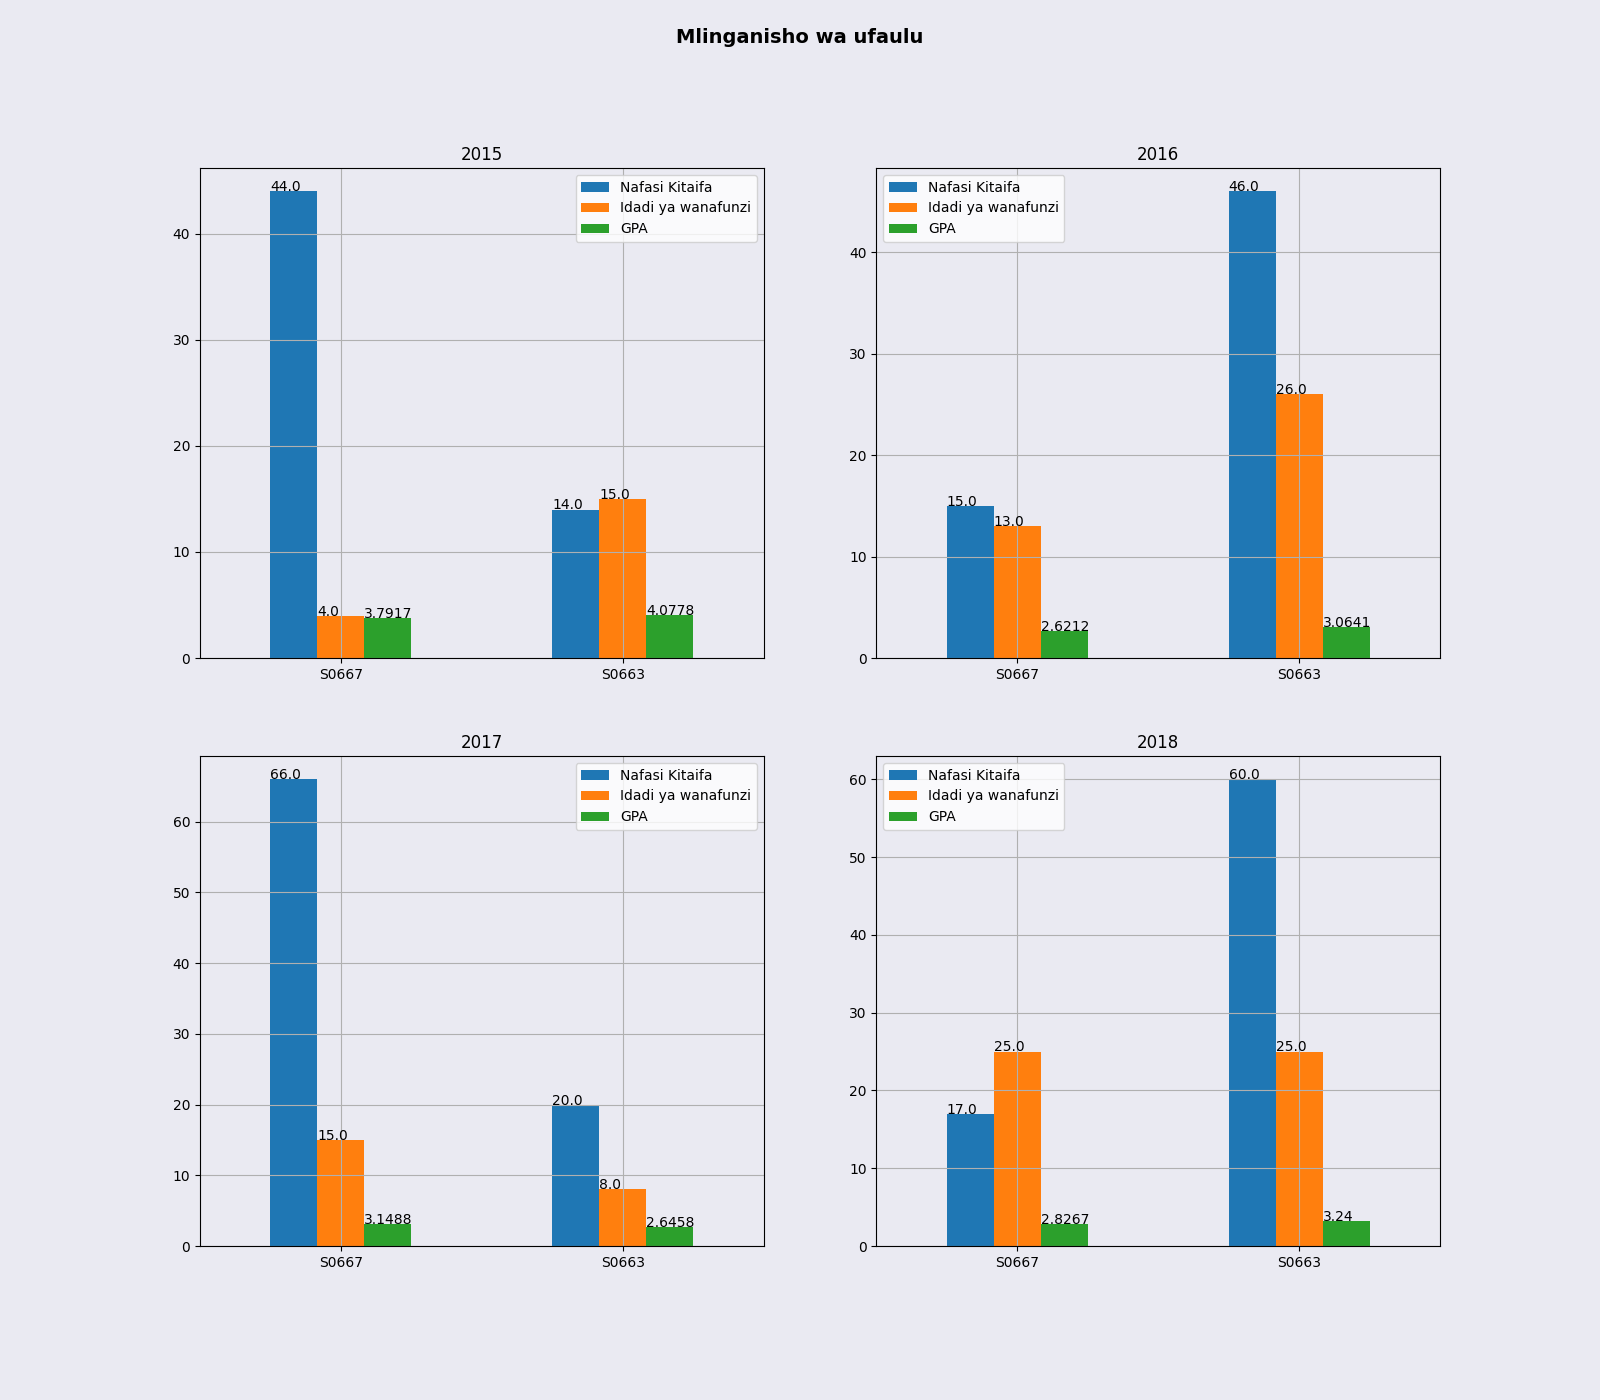 Mlinganisho wa ufaulu
2015
44.0
4.0
3.7917
14.0
15.0
4.0778
Nafasi Kitaifa
Idadi ya wanafunzi
GPA
40
30
20
10
0
S0667
S0663
2016
Nafasi Kitaifa
Idadi ya wanafunzi
GPA
15.0
13.0
2.6212
46.0
26.0
3.0641
40
30
20
10
0
S0667
S0663
2017
66.0
15.0
3.1488
20.0
8.0
2.6458
Nafasi Kitaifa
Idadi ya wanafunzi
GPA
60
50
40
30
20
10
0
S0667
S0663
2018
Nafasi Kitaifa
Idadi ya wanafunzi
GPA
17.0
25.0
2.8267
60.0
25.0
3.24
60
50
40
30
20
10
0
S0667
S0663